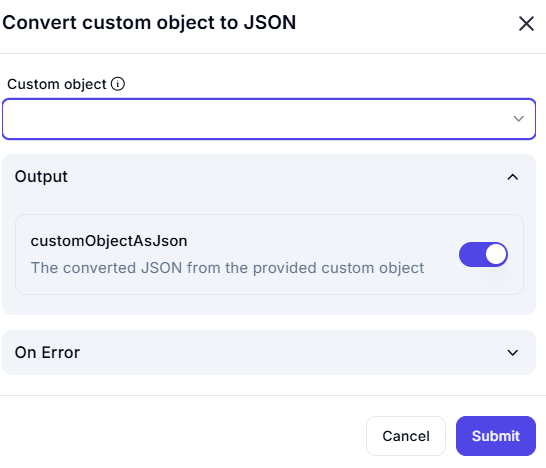 Convert custom object to JSON
Custom object
Output
customObjectAsJson
The converted JSON from the provided custom object
On Error
Cancel
Submit